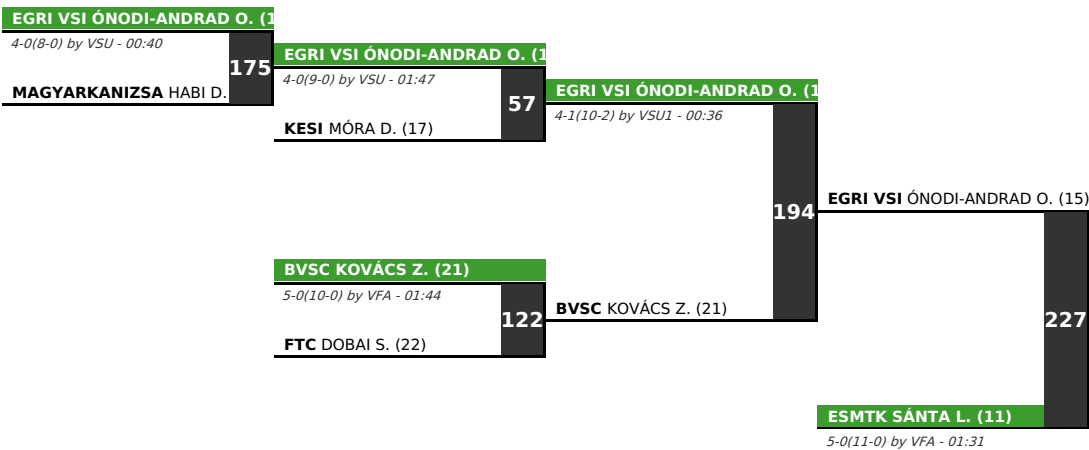 EGRI VSI ÓNODI-ANDRAD O. (1
4-0(8-0) by VSU - 00:40
175
MAGYARKANIZSA HABI D.
EGRI VSI ÓNODI-ANDRAD O. (1
4-0(9-0) by VSU - 01:47
57
KESI MÓRA D. (17)
EGRI VSI ÓNODI-ANDRAD O. (1
4-1(10-2) by VSU1 - 00:36
194
BVSC KOVÁCS Z. (21)
5-0(10-0) by VFA - 01:44
122
FTC DOBAI S. (22)
BVSC KOVÁCS Z. (21)
EGRI VSI ÓNODI-ANDRAD O. (15)
227
ESMTK SÁNTA L. (11)
5-0(11-0) by VFA - 01:31